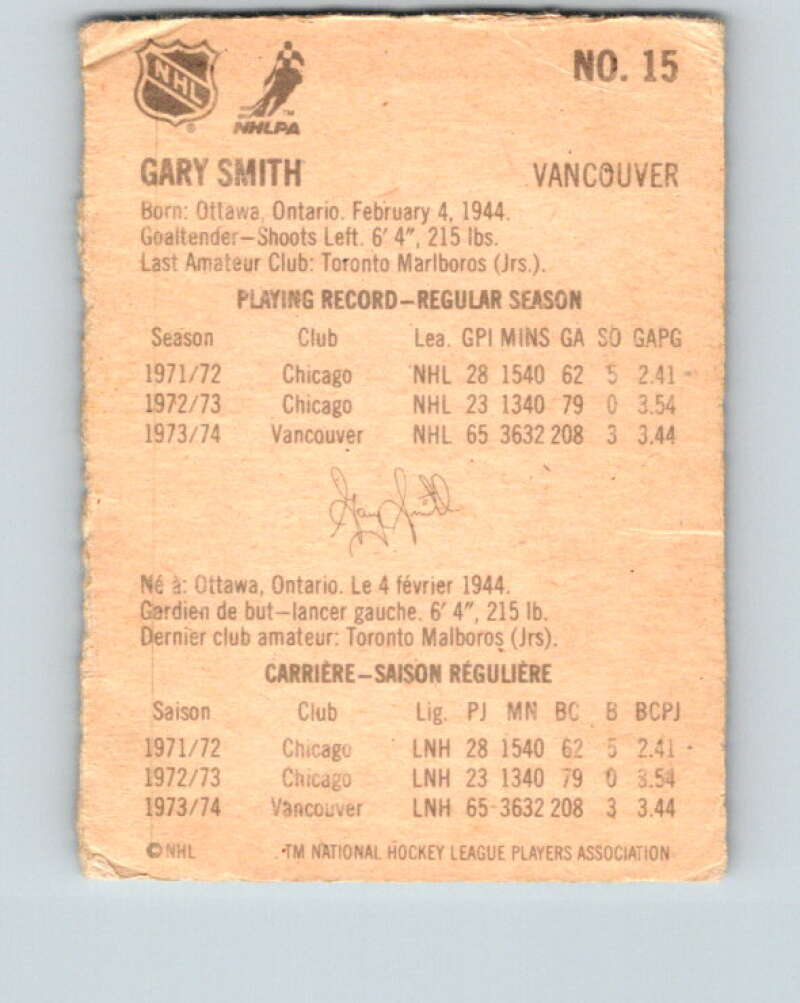 NHL
®
TM
NHLPA
NO. 15
GARY SMITH VANCOUVER
Born: Ottawa, Ontario. February 4, 1944.
Goaltender—Shoots Left. 6' 4", 215 lbs.
Last Amateur Club: Toronto Marlboros (Jrs.).
PLAYING RECORD—REGULAR SEASON
Season Club Lea. GPI MINS GA SO GAPG
1971/72 Chicago NHL 28 1540 62 5 2.41
1972/73 Chicago NHL 23 1340 79 0 3.54
1973/74 Vancouver NHL 65 3632 208 3 3.44
Gary Smith
Né à: Ottawa, Ontario. Le 4 février 1944.
Gardien de but—lancer gauche. 6' 4", 215 lb.
Dernier club amateur: Toronto Malboros (Jrs).
CARRIÈRE—SAISON RÉGULIÈRE
Saison Club Lig. PJ MN BC B BCPJ
1971/72 Chicago LNH 28 1540 62 5 2.41
1972/73 Chicago LNH 23 1340 79 0 3.54
1973/74 Vancouver LNH 65 3632 208 3 3.44
© NHL TM NATIONAL HOCKEY LEAGUE PLAYERS ASSOCIATION